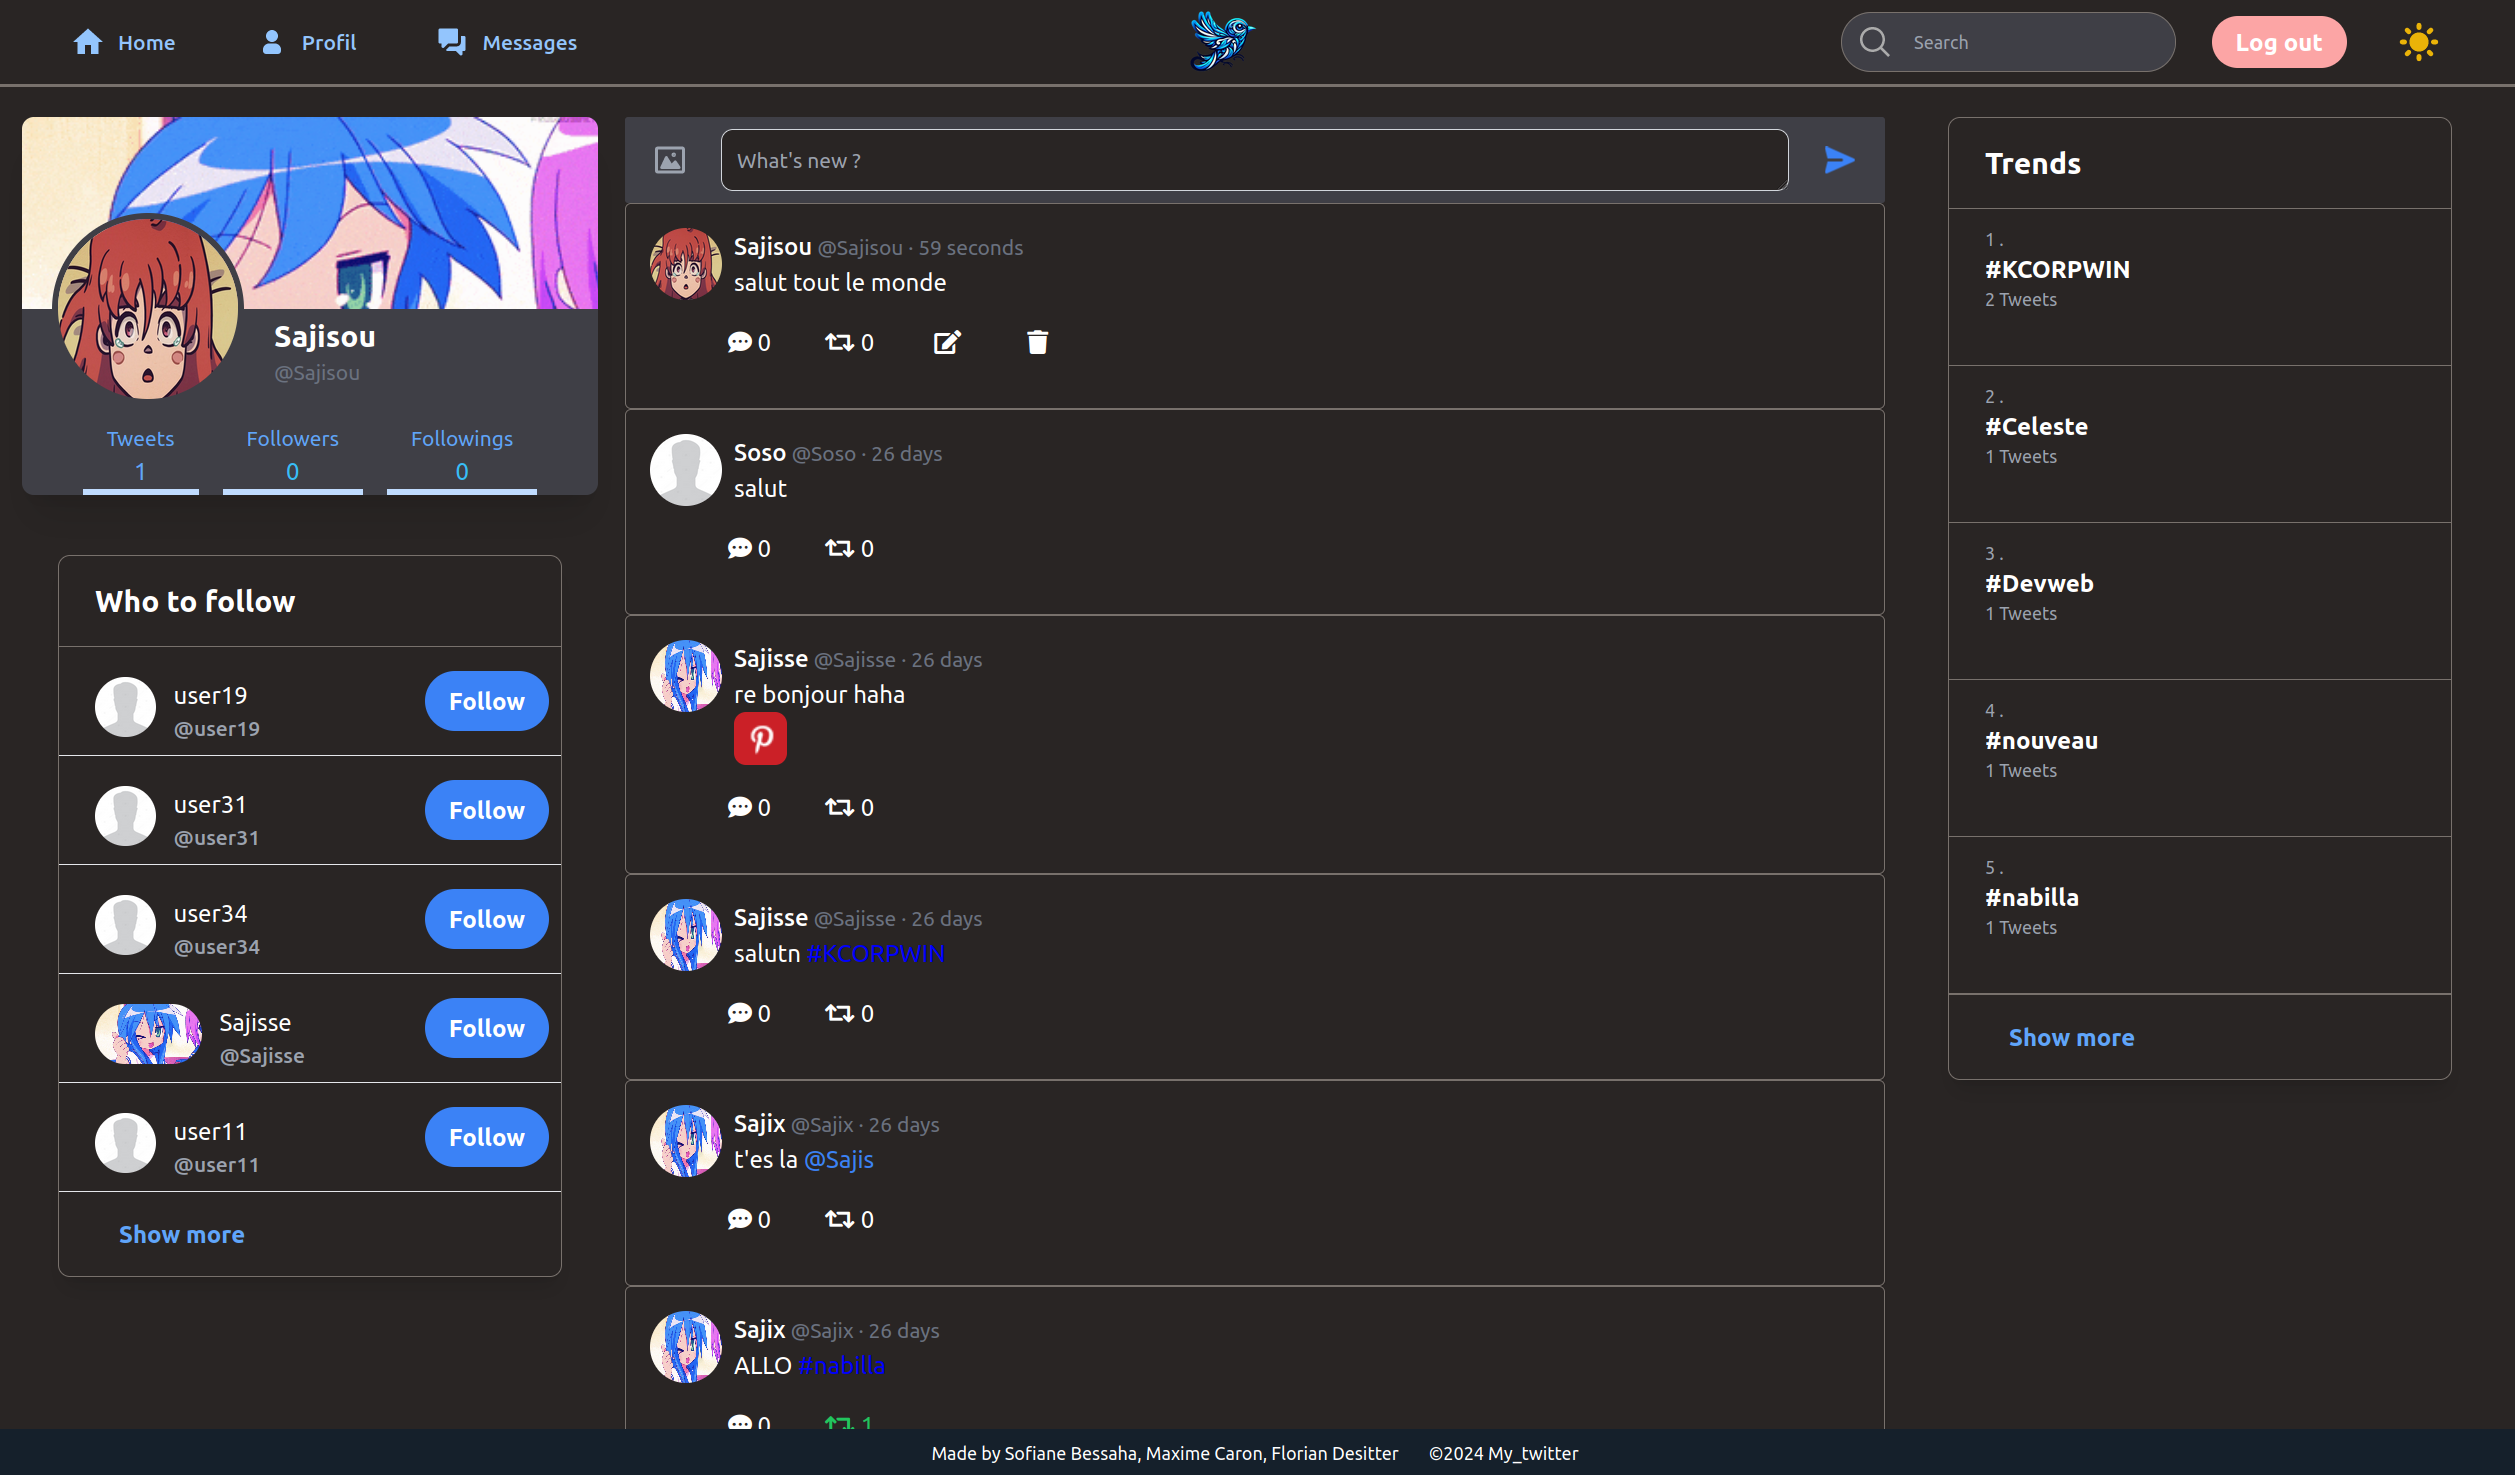 Home
Profil
Messages
Search
Log out
Sajisou
@Sajisou
Tweets
Followers
Followings
1
0
0
Who to follow
user19
@user19
Follow
user31
@user31
Follow
user34
@user34
Follow
Sajisse
@Sajisse
Follow
user11
@user11
Follow
Show more
What's new ?
Sajisou @Sajisou · 59 seconds
salut tout le monde
0 0
Soso @Soso · 26 days
salut
0 0
Sajisse @Sajisse · 26 days
re bonjour haha
0 0
Sajisse @Sajisse · 26 days
salutn #KCORPWIN
0 0
Sajix @Sajix · 26 days
t'es la @Sajis
0 0
Sajix @Sajix · 26 days
ALLO #nabilla
0 1
Trends
1 .
#KCORPWIN
2 Tweets
2 .
#Celeste
1 Tweets
3 .
#Devweb
1 Tweets
4 .
#nouveau
1 Tweets
5 .
#nabilla
1 Tweets
Show more
Made by Sofiane Bessaha, Maxime Caron, Florian Desitter ©2024 My_twitter